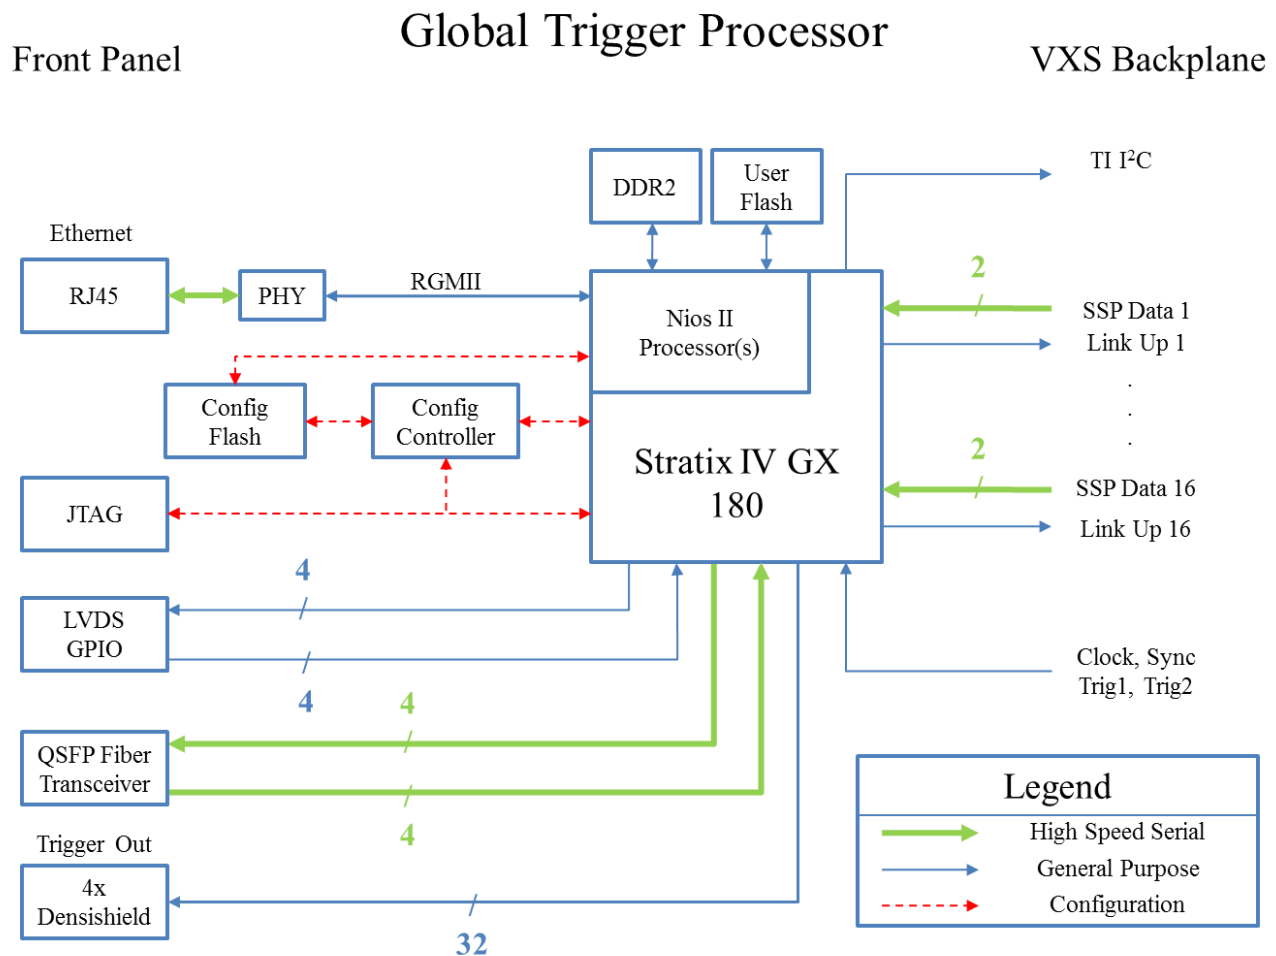 Global Trigger Processor
Front Panel
VXS Backplane
TI I²C
DDR2
User
Flash
Ethernet
RJ45
PHY
RGMII
Nios II
Processor(s)
2
SSP Data 1
Link Up 1
.
.
.
Config
Flash
Config
Controller
Stratix IV GX
180
2
SSP Data 16
Link Up 16
JTAG
4
LVDS
GPIO
4
Clock, Sync
Trig1, Trig2
4
QSFP Fiber
Transceiver
4
Trigger Out
4x
Densishield
32
Legend
High Speed Serial
General Purpose
Configuration